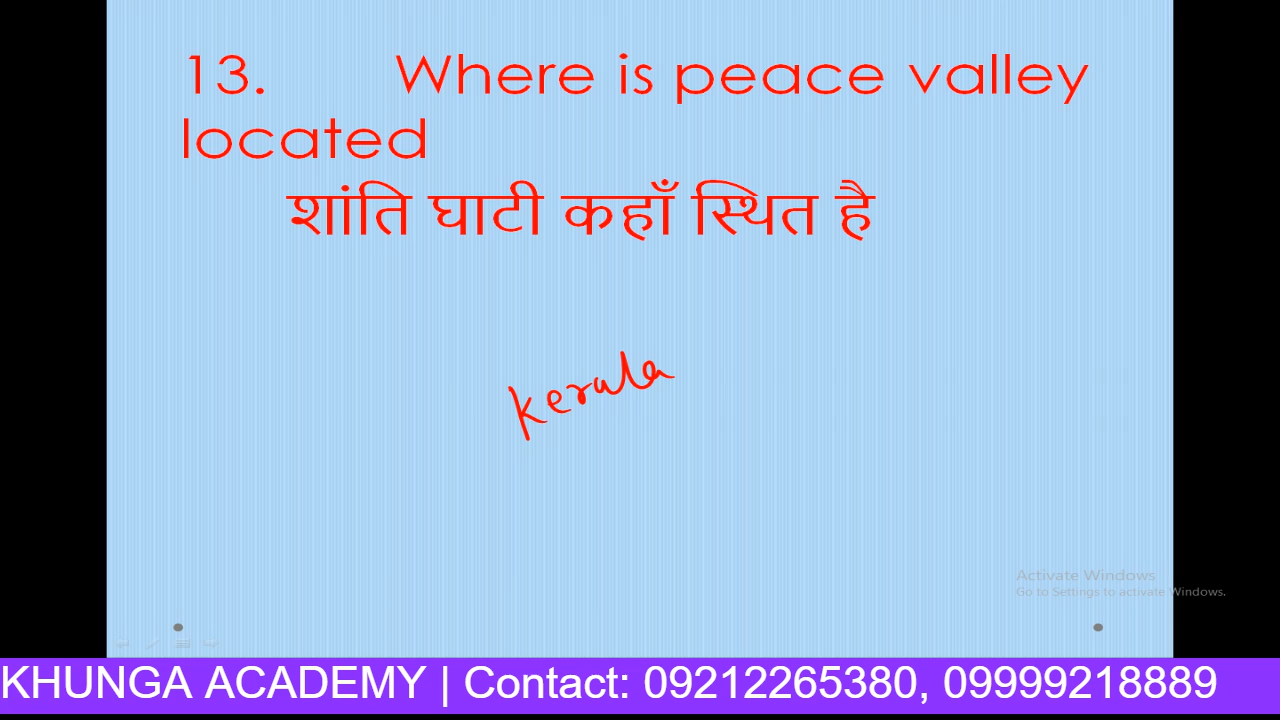 13. Where is peace valley
located
शांति घाटी कहाँ स्थित है
Kerala
Activate Windows
Go to Settings to activate Windows.
KHUNGA ACADEMY | Contact: 09212265380, 09999218889